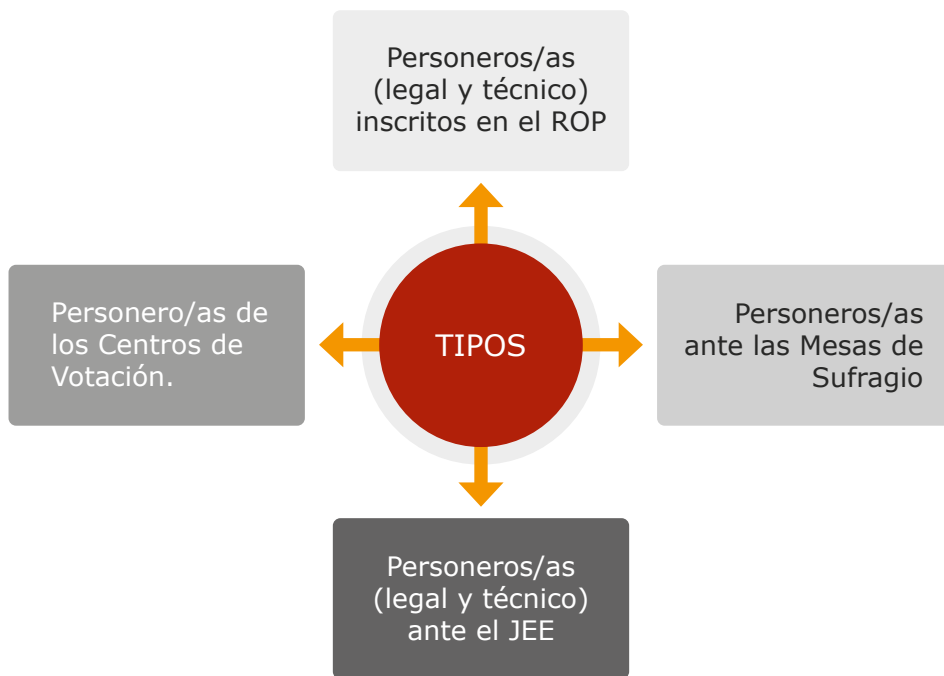 Personeros/as
(legal y técnico)
inscritos en el ROP
Personero/as de
los Centros de
Votación.
TIPOS
Personeros/as
ante las Mesas de
Sufragio
Personeros/as
(legal y técnico)
ante el JEE